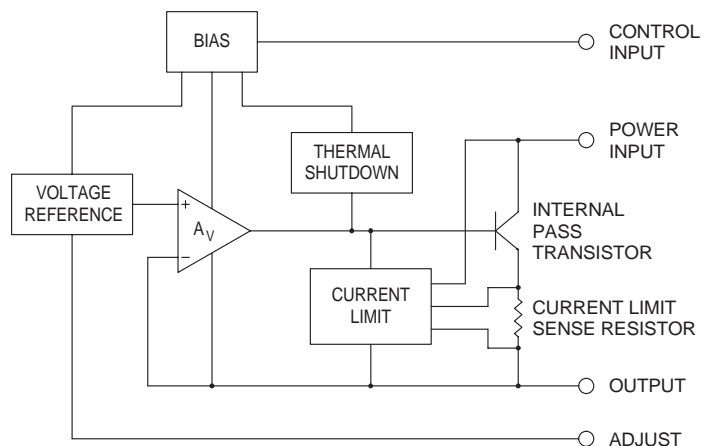 BIAS
CONTROL
INPUT
POWER
INPUT
THERMAL
SHUTDOWN
VOLTAGE
REFERENCE
+
AV
−
INTERNAL
PASS
TRANSISTOR
CURRENT
LIMIT
CURRENT LIMIT
SENSE RESISTOR
OUTPUT
ADJUST